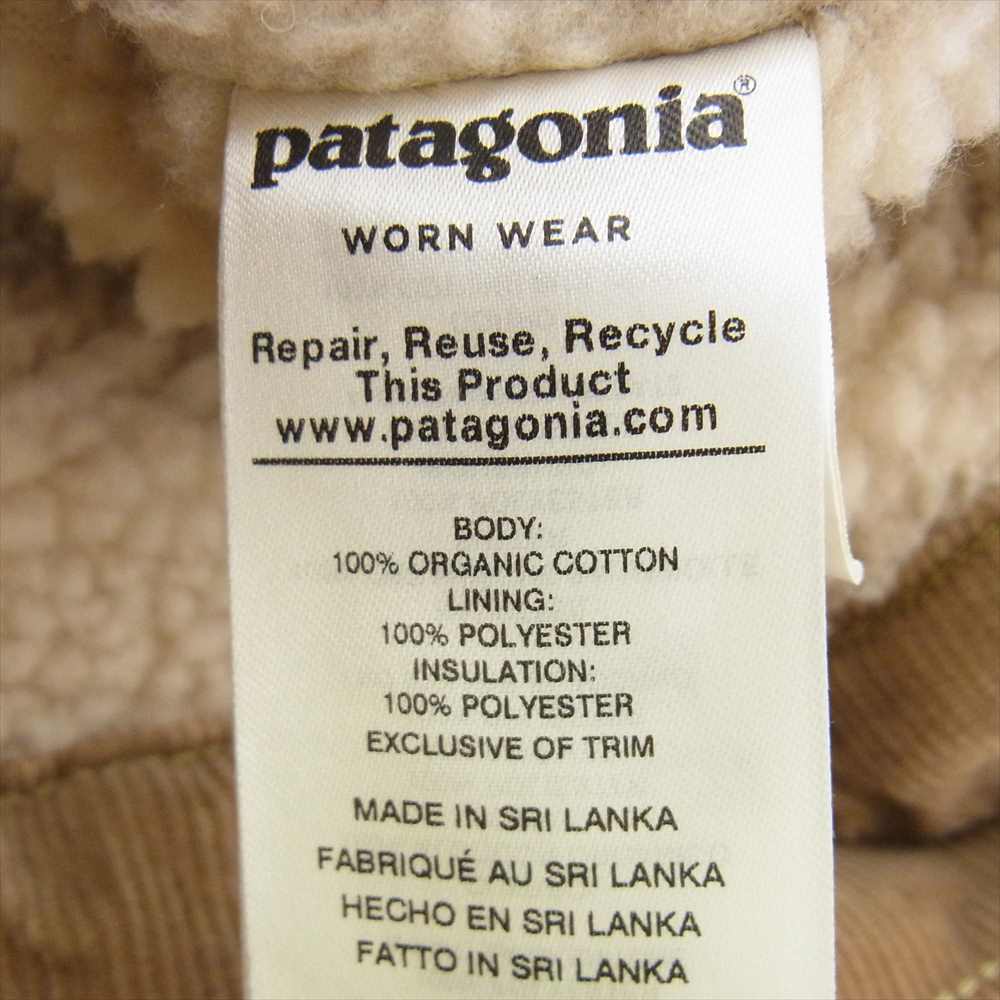 patagonia®
WORN WEAR
Repair, Reuse, Recycle
This Product
www.patagonia.com
BODY:
100% ORGANIC COTTON
LINING:
100% POLYESTER
INSULATION:
100% POLYESTER
EXCLUSIVE OF TRIM
MADE IN SRI LANKA
FABRIQUÉ AU SRI LANKA
HECHO EN SRI LANKA
FATTO IN SRI LANKA